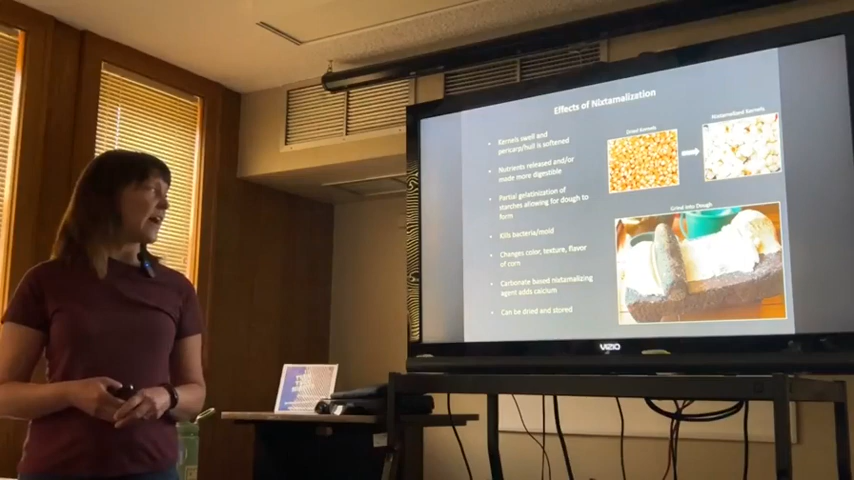 Effects of Nixtamalization
• Kernels swell and
pericarp/hull is softened
• Nutrients released and/or
made more digestible
• Partial gelatinization of
starches allowing for dough to
form
• Kills bacteria/mold
• Changes color, texture, flavor
of corn
• Carbonate based nixtamalizing
agent adds calcium
• Can be dried and stored
Dried Kernels
Nixtamalized Kernels
Grind into Dough
VIZIO